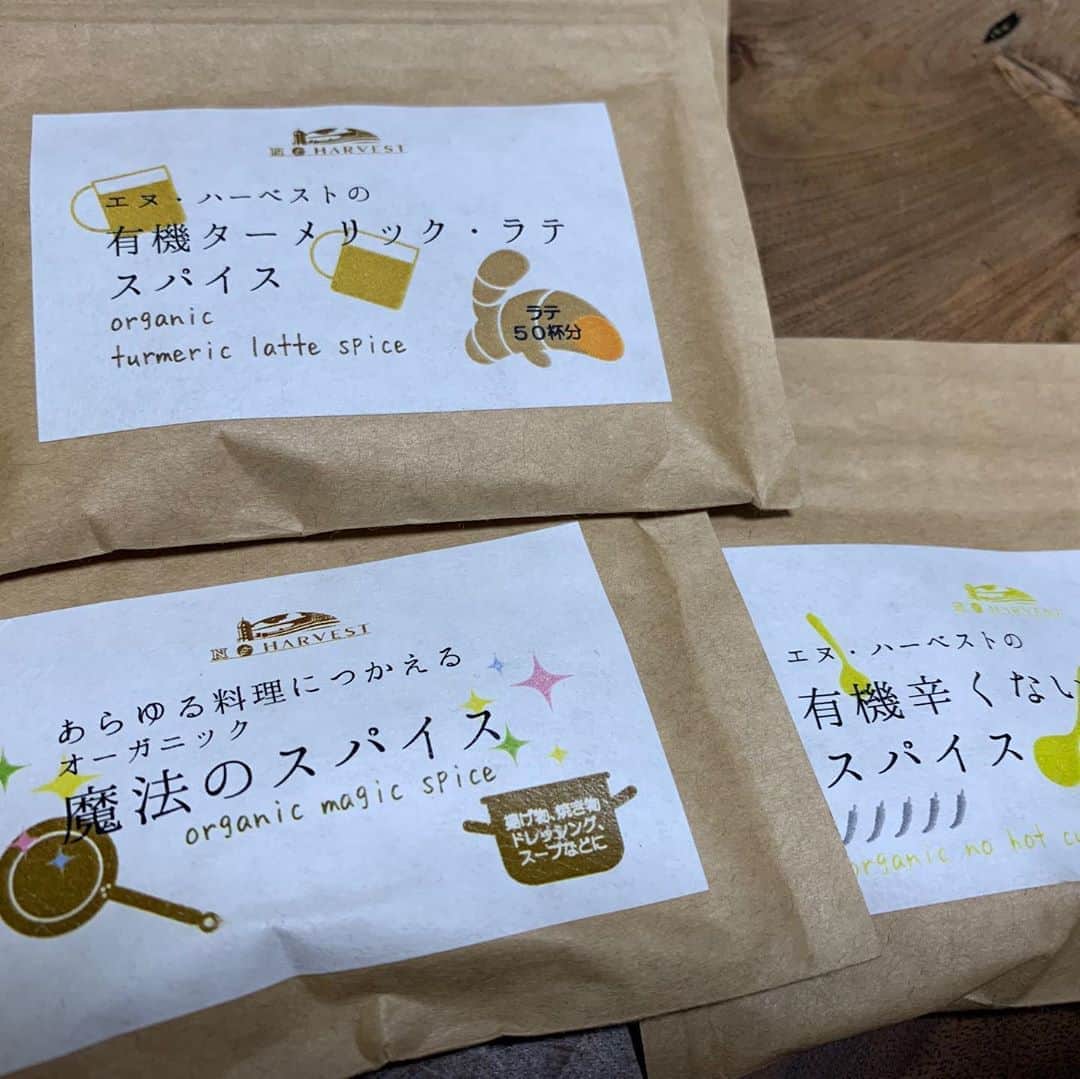 N HARVEST
エヌ・ハーベストの
有機ターメリック・ラテ
スパイス
organic
turmeric latte spice
ラテ
50杯分
N HARVEST
あらゆる料理につかえる
オーガニック
魔法のスパイス
organic magic spice
揚げ物、焼き物
ドレッシング、
スープなどに
HARVEST
エヌ・ハーベストの
有機辛くない
スパイス
organic no hot cu